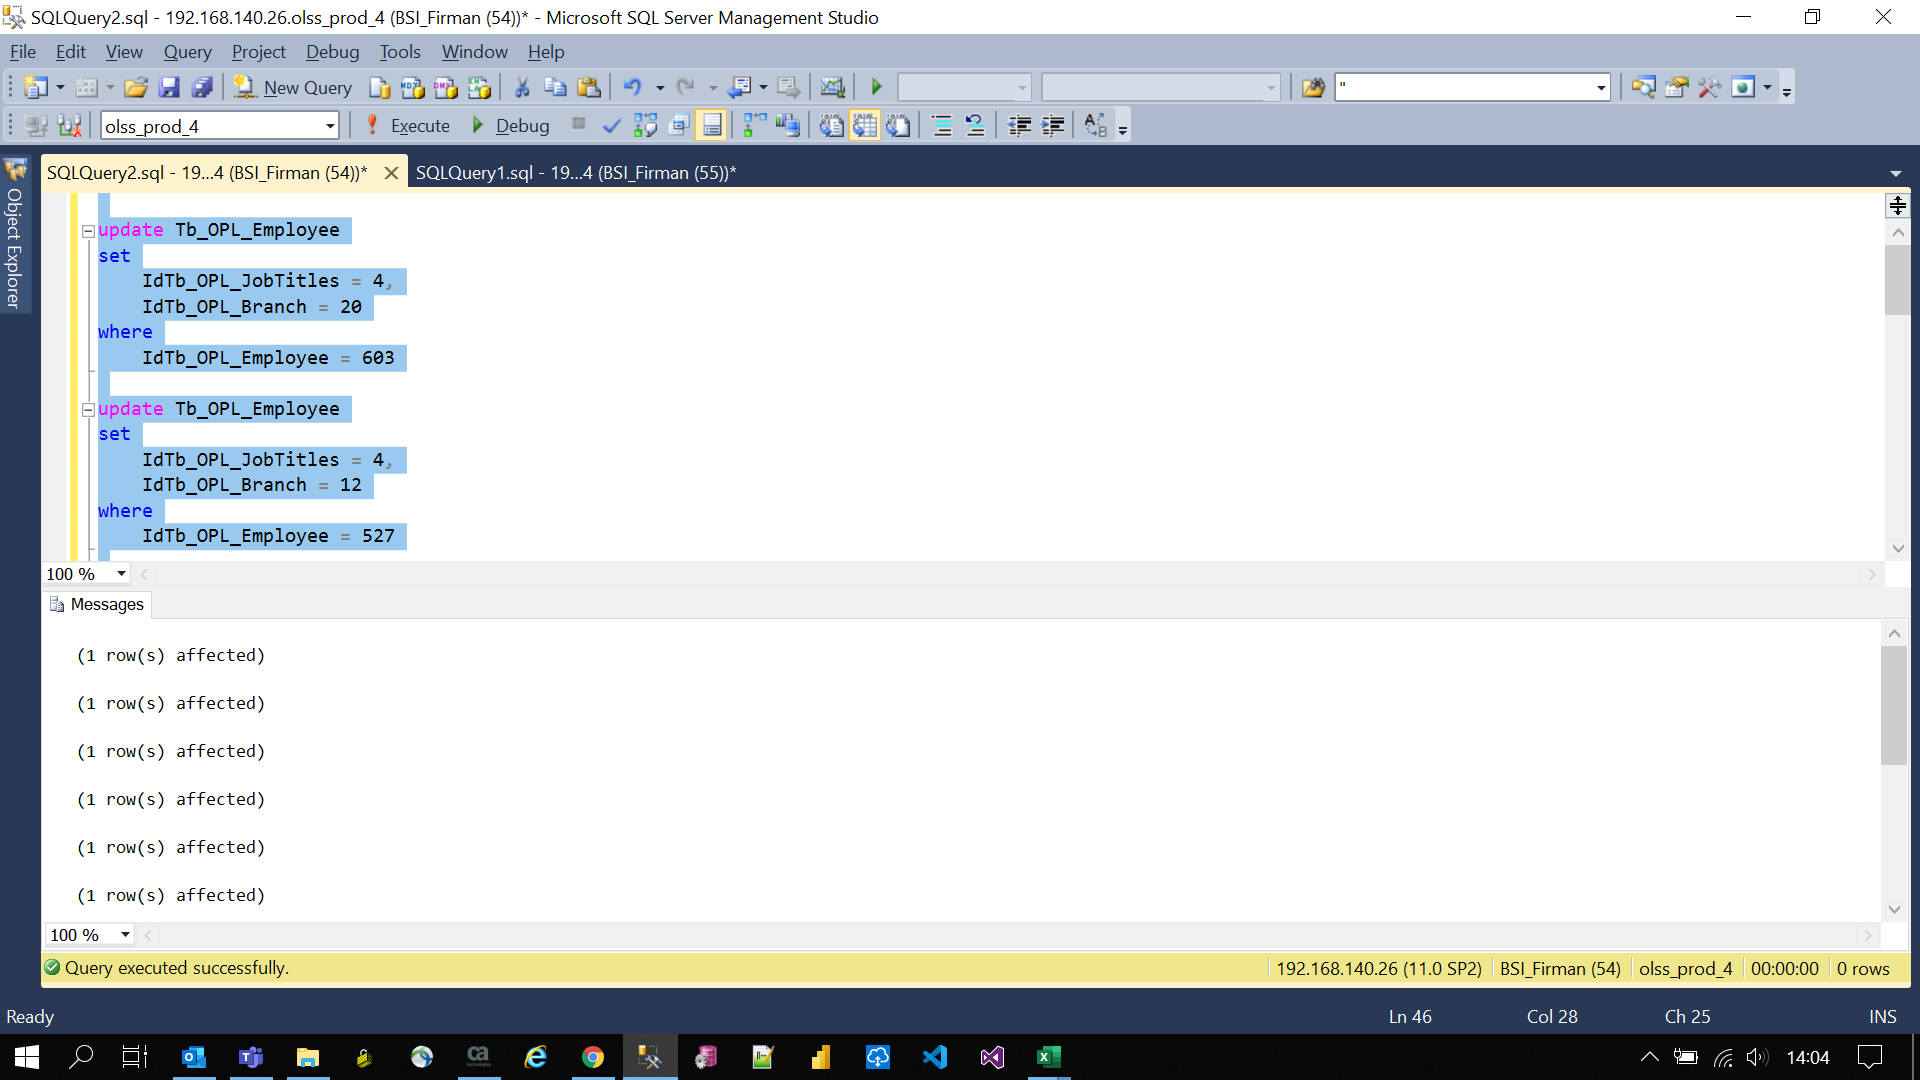 SQLQuery2.sql - 192.168.140.26.olss_prod_4 (BSI_Firman (54))* - Microsoft SQL Server Management Studio
File Edit View Query Project Debug Tools Window Help
New Query "
olss_prod_4 Execute Debug
SQLQuery2.sql - 19...4 (BSI_Firman (54))* SQLQuery1.sql - 19...4 (BSI_Firman (55))*
Object Explorer
update Tb_OPL_Employee
set
IdTb_OPL_JobTitles = 4,
IdTb_OPL_Branch = 20
where
IdTb_OPL_Employee = 603
update Tb_OPL_Employee
set
IdTb_OPL_JobTitles = 4,
IdTb_OPL_Branch = 12
where
IdTb_OPL_Employee = 527
100 %
Messages
(1 row(s) affected)
(1 row(s) affected)
(1 row(s) affected)
(1 row(s) affected)
(1 row(s) affected)
(1 row(s) affected)
100 %
Query executed successfully. 192.168.140.26 (11.0 SP2) BSI_Firman (54) olss_prod_4 00:00:00 0 rows
Ready Ln 46 Col 28 Ch 25 INS
14:04